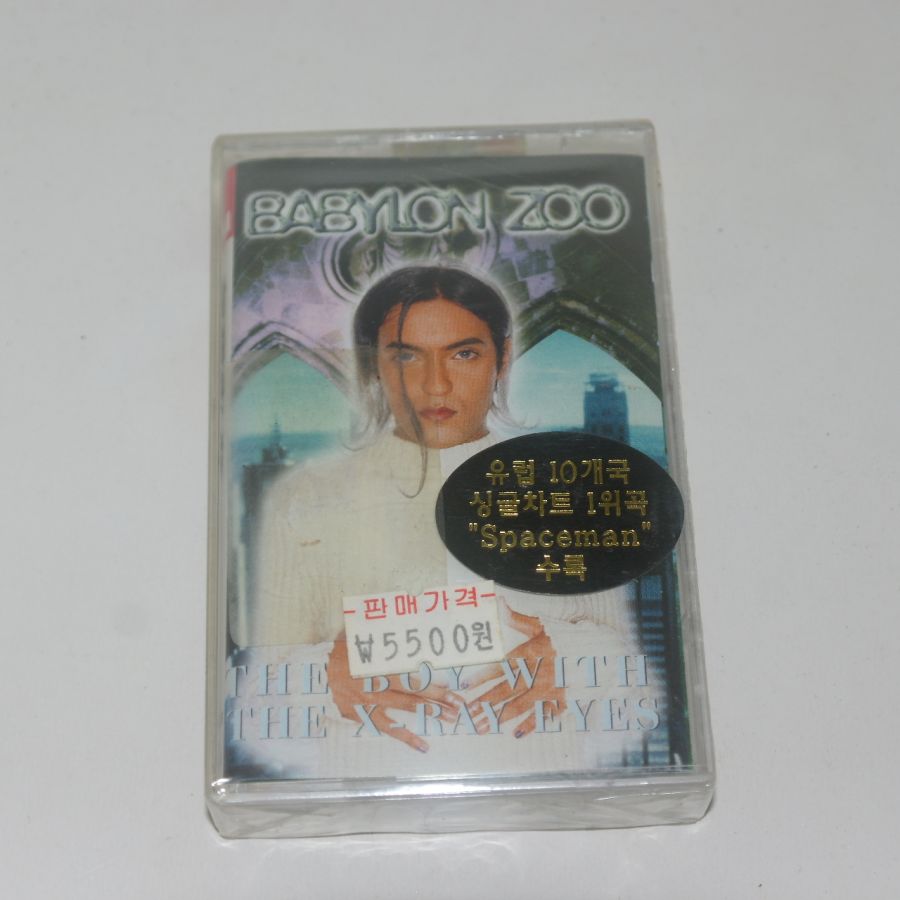 BABYLON ZOO
유럽 10개국
싱글차트 1위곡
"Spaceman"
수록
-판매가격-
₩5500원
THE BOY WITH
THE X-RAY EYES